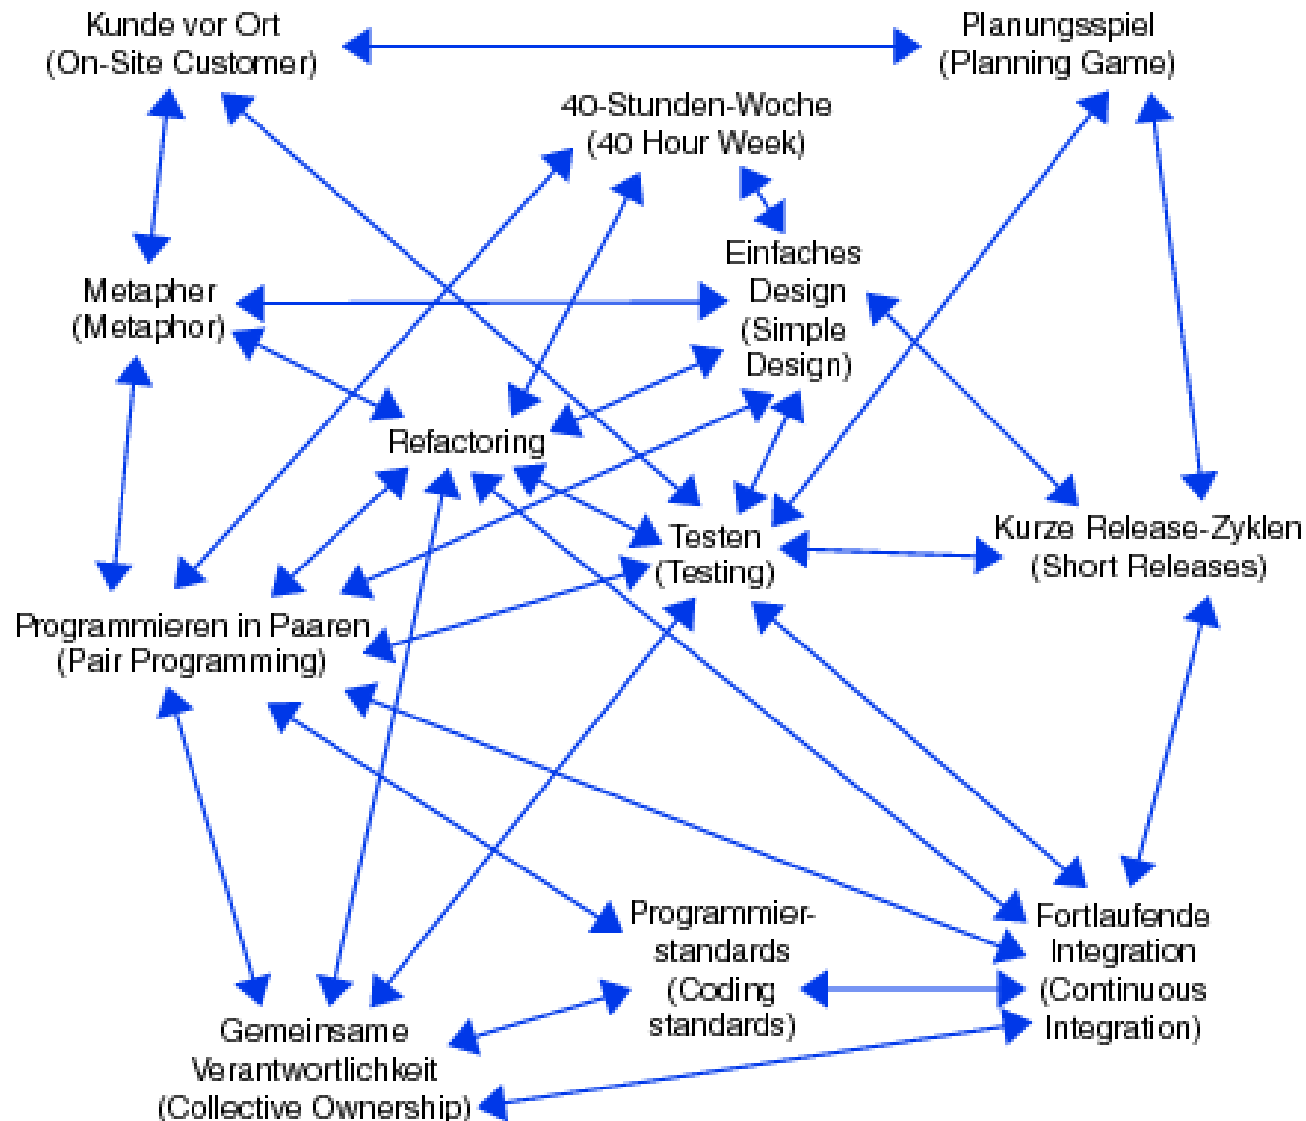 Kunde vor Ort
(On-Site Customer)
Planungsspiel
(Planning Game)
40-Stunden-Woche
(40 Hour Week)
Einfaches
Design
(Simple
Design)
Metapher
(Metaphor)
Refactoring
Testen
(Testing)
Kurze Release-Zyklen
(Short Releases)
Programmieren in Paaren
(Pair Programming)
Programmier-
standards
(Coding
standards)
Fortlaufende
Integration
(Continuous
Integration)
Gemeinsame
Verantwortlichkeit
(Collective Ownership)